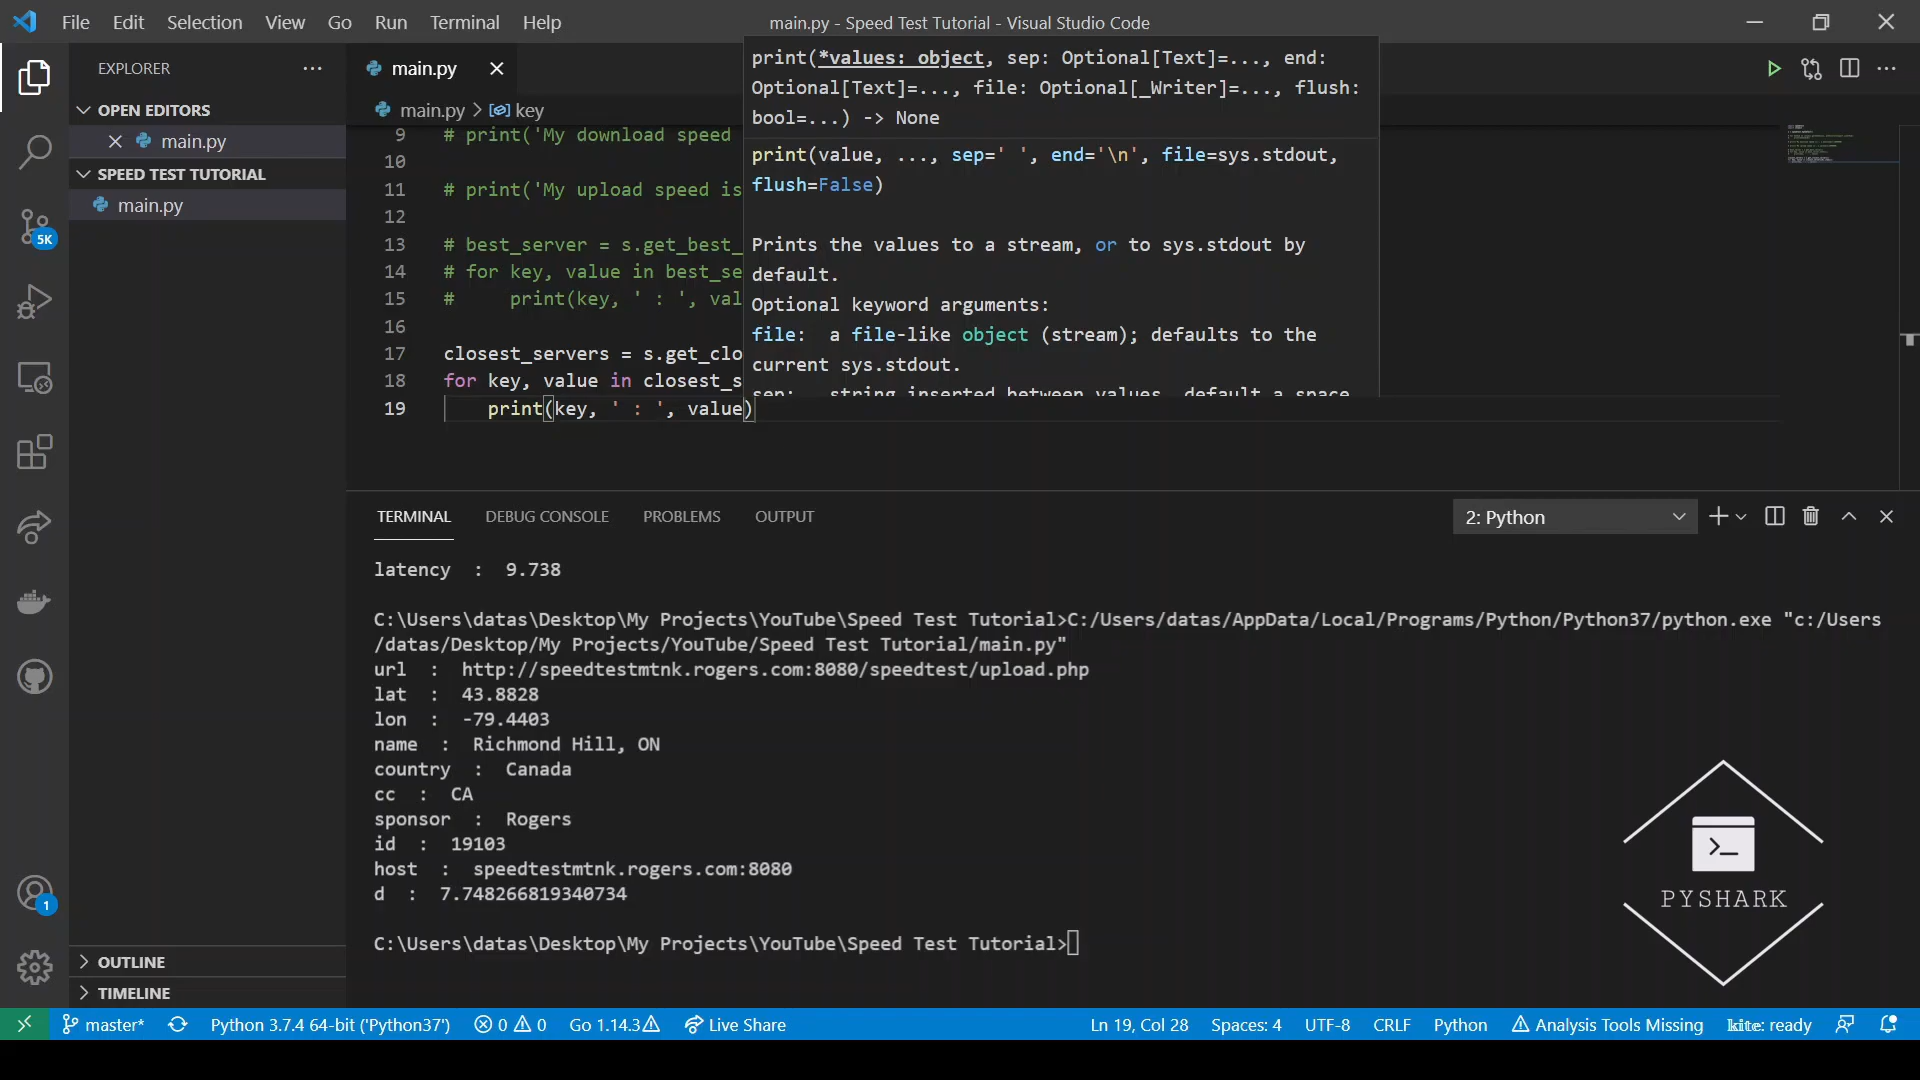 File Edit Selection View Go Run Terminal Help
main.py - Speed Test Tutorial - Visual Studio Code
EXPLORER
OPEN EDITORS
main.py
SPEED TEST TUTORIAL
main.py
OUTLINE
TIMELINE
5K
1
main.py
main.py > key
9 # print('My download speed
10
11 # print('My upload speed is
12
13 # best_server = s.get_best_
14 # for key, value in best_se
15 #     print(key, ' : ', val
16
17 closest_servers = s.get_clo
18 for key, value in closest_s
19     print(key, ' : ', value)
print(*values: object, sep: Optional[Text]=..., end:
Optional[Text]=..., file: Optional[_Writer]=..., flush:
bool=...) -> None
print(value, ..., sep=' ', end='\n', file=sys.stdout,
flush=False)
Prints the values to a stream, or to sys.stdout by
default.
Optional keyword arguments:
file:  a file-like object (stream); defaults to the
current sys.stdout.
sep:   string inserted between values, default a space
TERMINAL DEBUG CONSOLE PROBLEMS OUTPUT
2: Python
latency  :  9.738
C:\Users\datas\Desktop\My Projects\YouTube\Speed Test Tutorial>C:/Users/datas/AppData/Local/Programs/Python/Python37/python.exe "c:/Users
/datas/Desktop/My Projects/YouTube/Speed Test Tutorial/main.py"
url  :  http://speedtestmtnk.rogers.com:8080/speedtest/upload.php
lat  :  43.8828
lon  :  -79.4403
name  :  Richmond Hill, ON
country  :  Canada
cc  :  CA
sponsor  :  Rogers
id  :  19103
host  :  speedtestmtnk.rogers.com:8080
d  :  7.748266819340734
C:\Users\datas\Desktop\My Projects\YouTube\Speed Test Tutorial>
PYSHARK
master* Python 3.7.4 64-bit ('Python37') 0 0 Go 1.14.3 Live Share Ln 19, Col 28 Spaces: 4 UTF-8 CRLF Python Analysis Tools Missing kite: ready